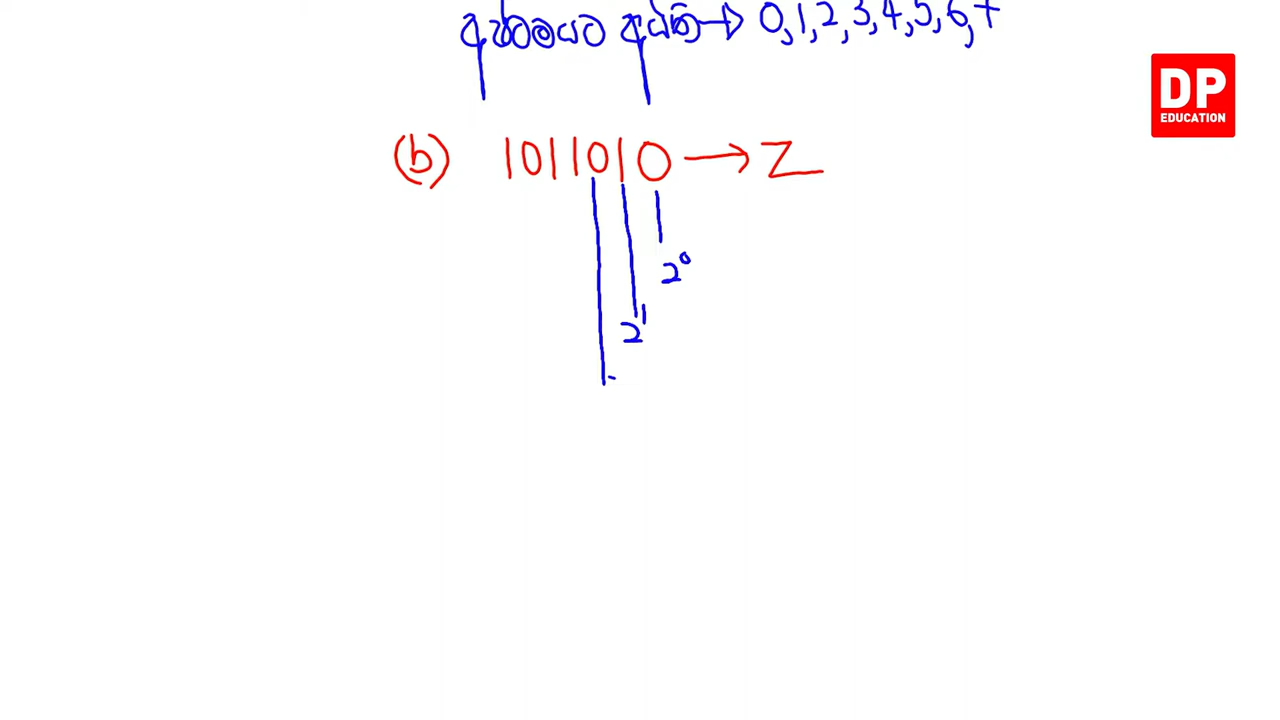 → 0,1,2,3,4,5,6,7
DP
EDUCATION
(b) 1011010 → Z
2⁰
2¹